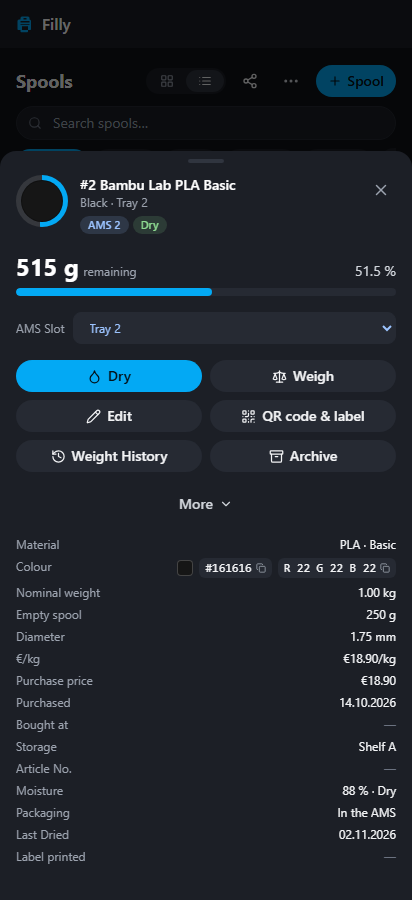 Filly
Spools
+ Spool
Search spools...
#2 Bambu Lab PLA Basic
Black · Tray 2
AMS 2 Dry
515 g remaining 51.5 %
AMS Slot Tray 2
Dry Weigh
Edit QR code & label
Weight History Archive
More
Material PLA · Basic
Colour #161616 R 22 G 22 B 22
Nominal weight 1.00 kg
Empty spool 250 g
Diameter 1.75 mm
€/kg €18.90/kg
Purchase price €18.90
Purchased 14.10.2026
Bought at —
Storage Shelf A
Article No. —
Moisture 88 % · Dry
Packaging In the AMS
Last Dried 02.11.2026
Label printed —